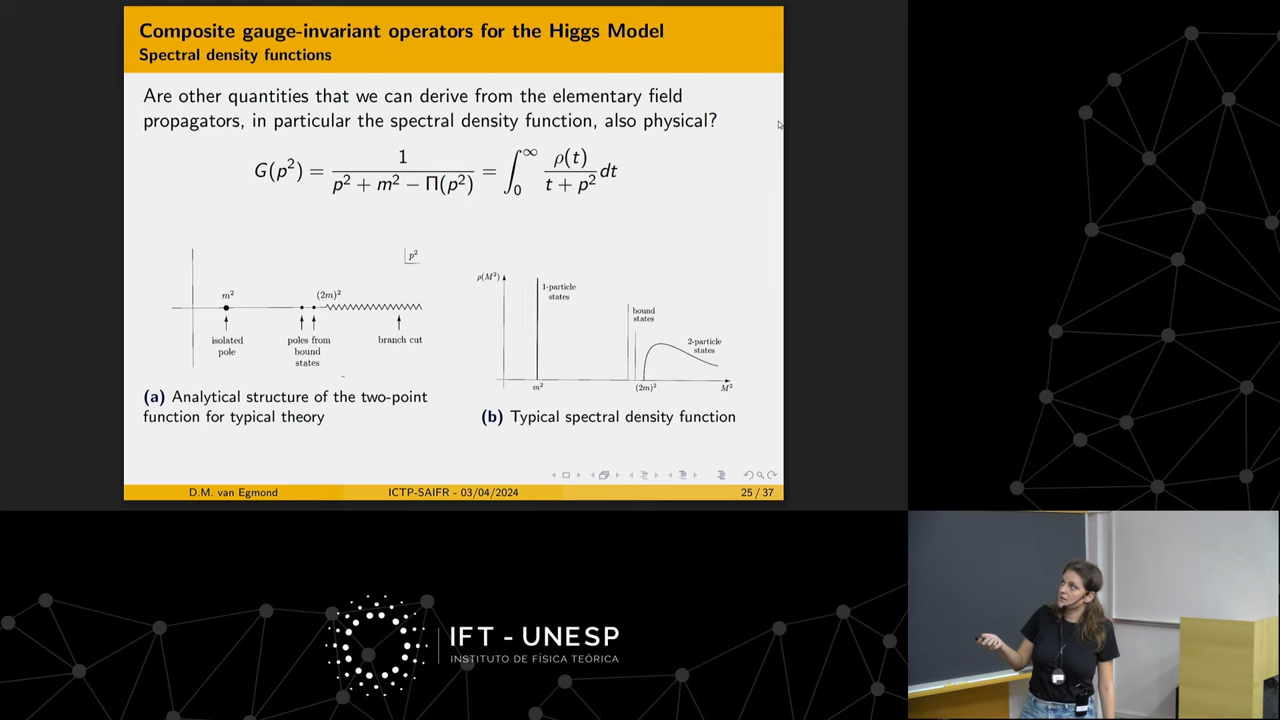 Composite gauge-invariant operators for the Higgs Model
Spectral density functions
Are other quantities that we can derive from the elementary field
propagators, in particular the spectral density function, also physical?
G(p²) = 1 / (p² + m² − Π(p²)) = ∫₀^∞ ρ(t) / (t + p²) dt
p²
m²
(2m)²
isolated
pole
poles from
bound
states
branch cut
(a) Analytical structure of the two-point
function for typical theory
ρ(M²)
1-particle
states
bound
states
2-particle
states
m²
(2m)²
M²
(b) Typical spectral density function
D.M. van Egmond
ICTP-SAIFR - 03/04/2024
25 / 37
IFT - UNESP
INSTITUTO DE FÍSICA TEÓRICA